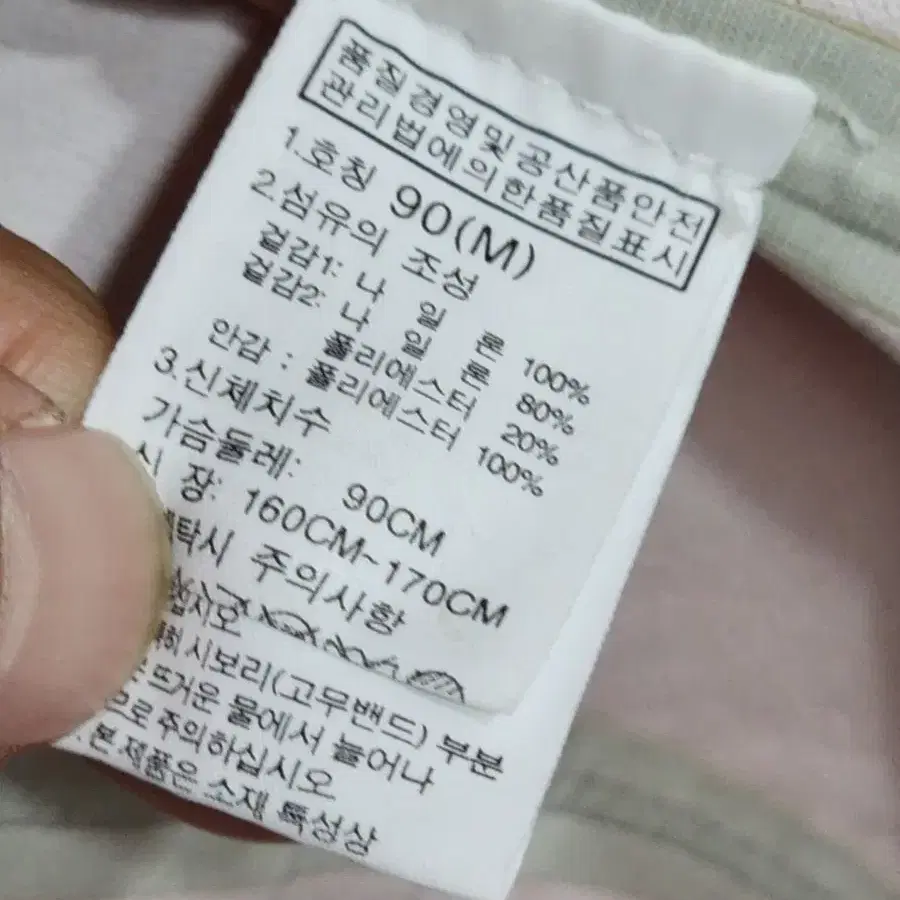 품질경영및공산품안전
관리법에의한품질표시
1.호칭 90(M)
2.섬유의 조성
겉감1: 나 일 론 100%
겉감2: 나 일 론 80%
폴리에스터 20%
안감 : 폴리에스터 100%
3.신체치수
가슴둘레: 90CM
장: 160CM~170CM
주의사항
십시오
시보리(고무밴드) 부분
뜨거운 물에서 늘어나
주의하십시오
본 제품은 소재 특성상